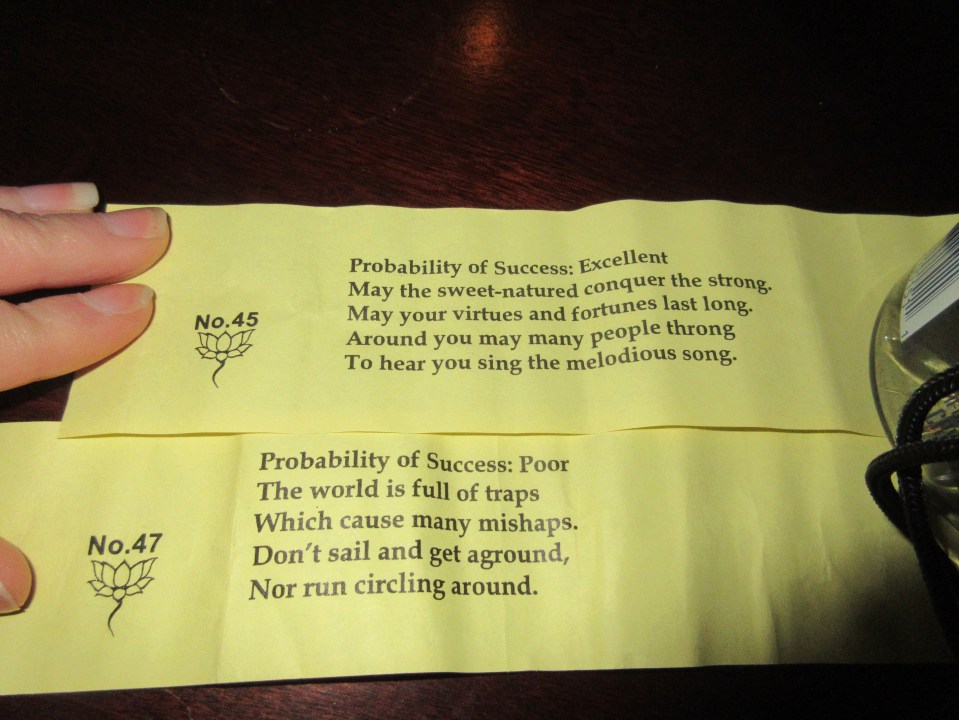 No.45
Probability of Success: Excellent
May the sweet-natured conquer the strong.
May your virtues and fortunes last long.
Around you may many people throng
To hear you sing the melodious song.
No.47
Probability of Success: Poor
The world is full of traps
Which cause many mishaps.
Don't sail and get aground,
Nor run circling around.